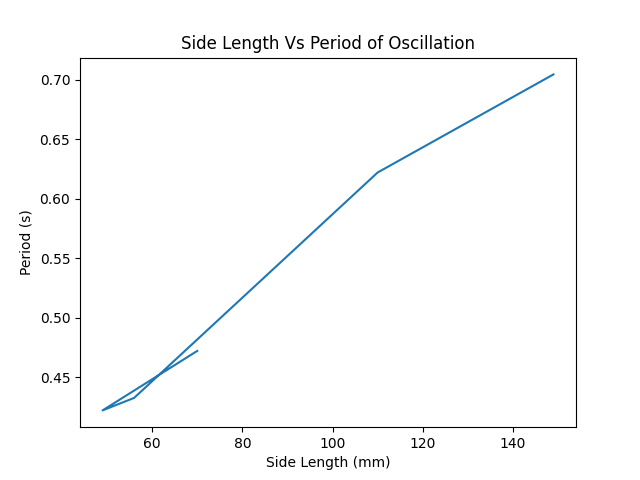 Side Length Vs Period of Oscillation
0.70
0.65
0.60
0.55
0.50
0.45
Period (s)
60 80 100 120 140
Side Length (mm)